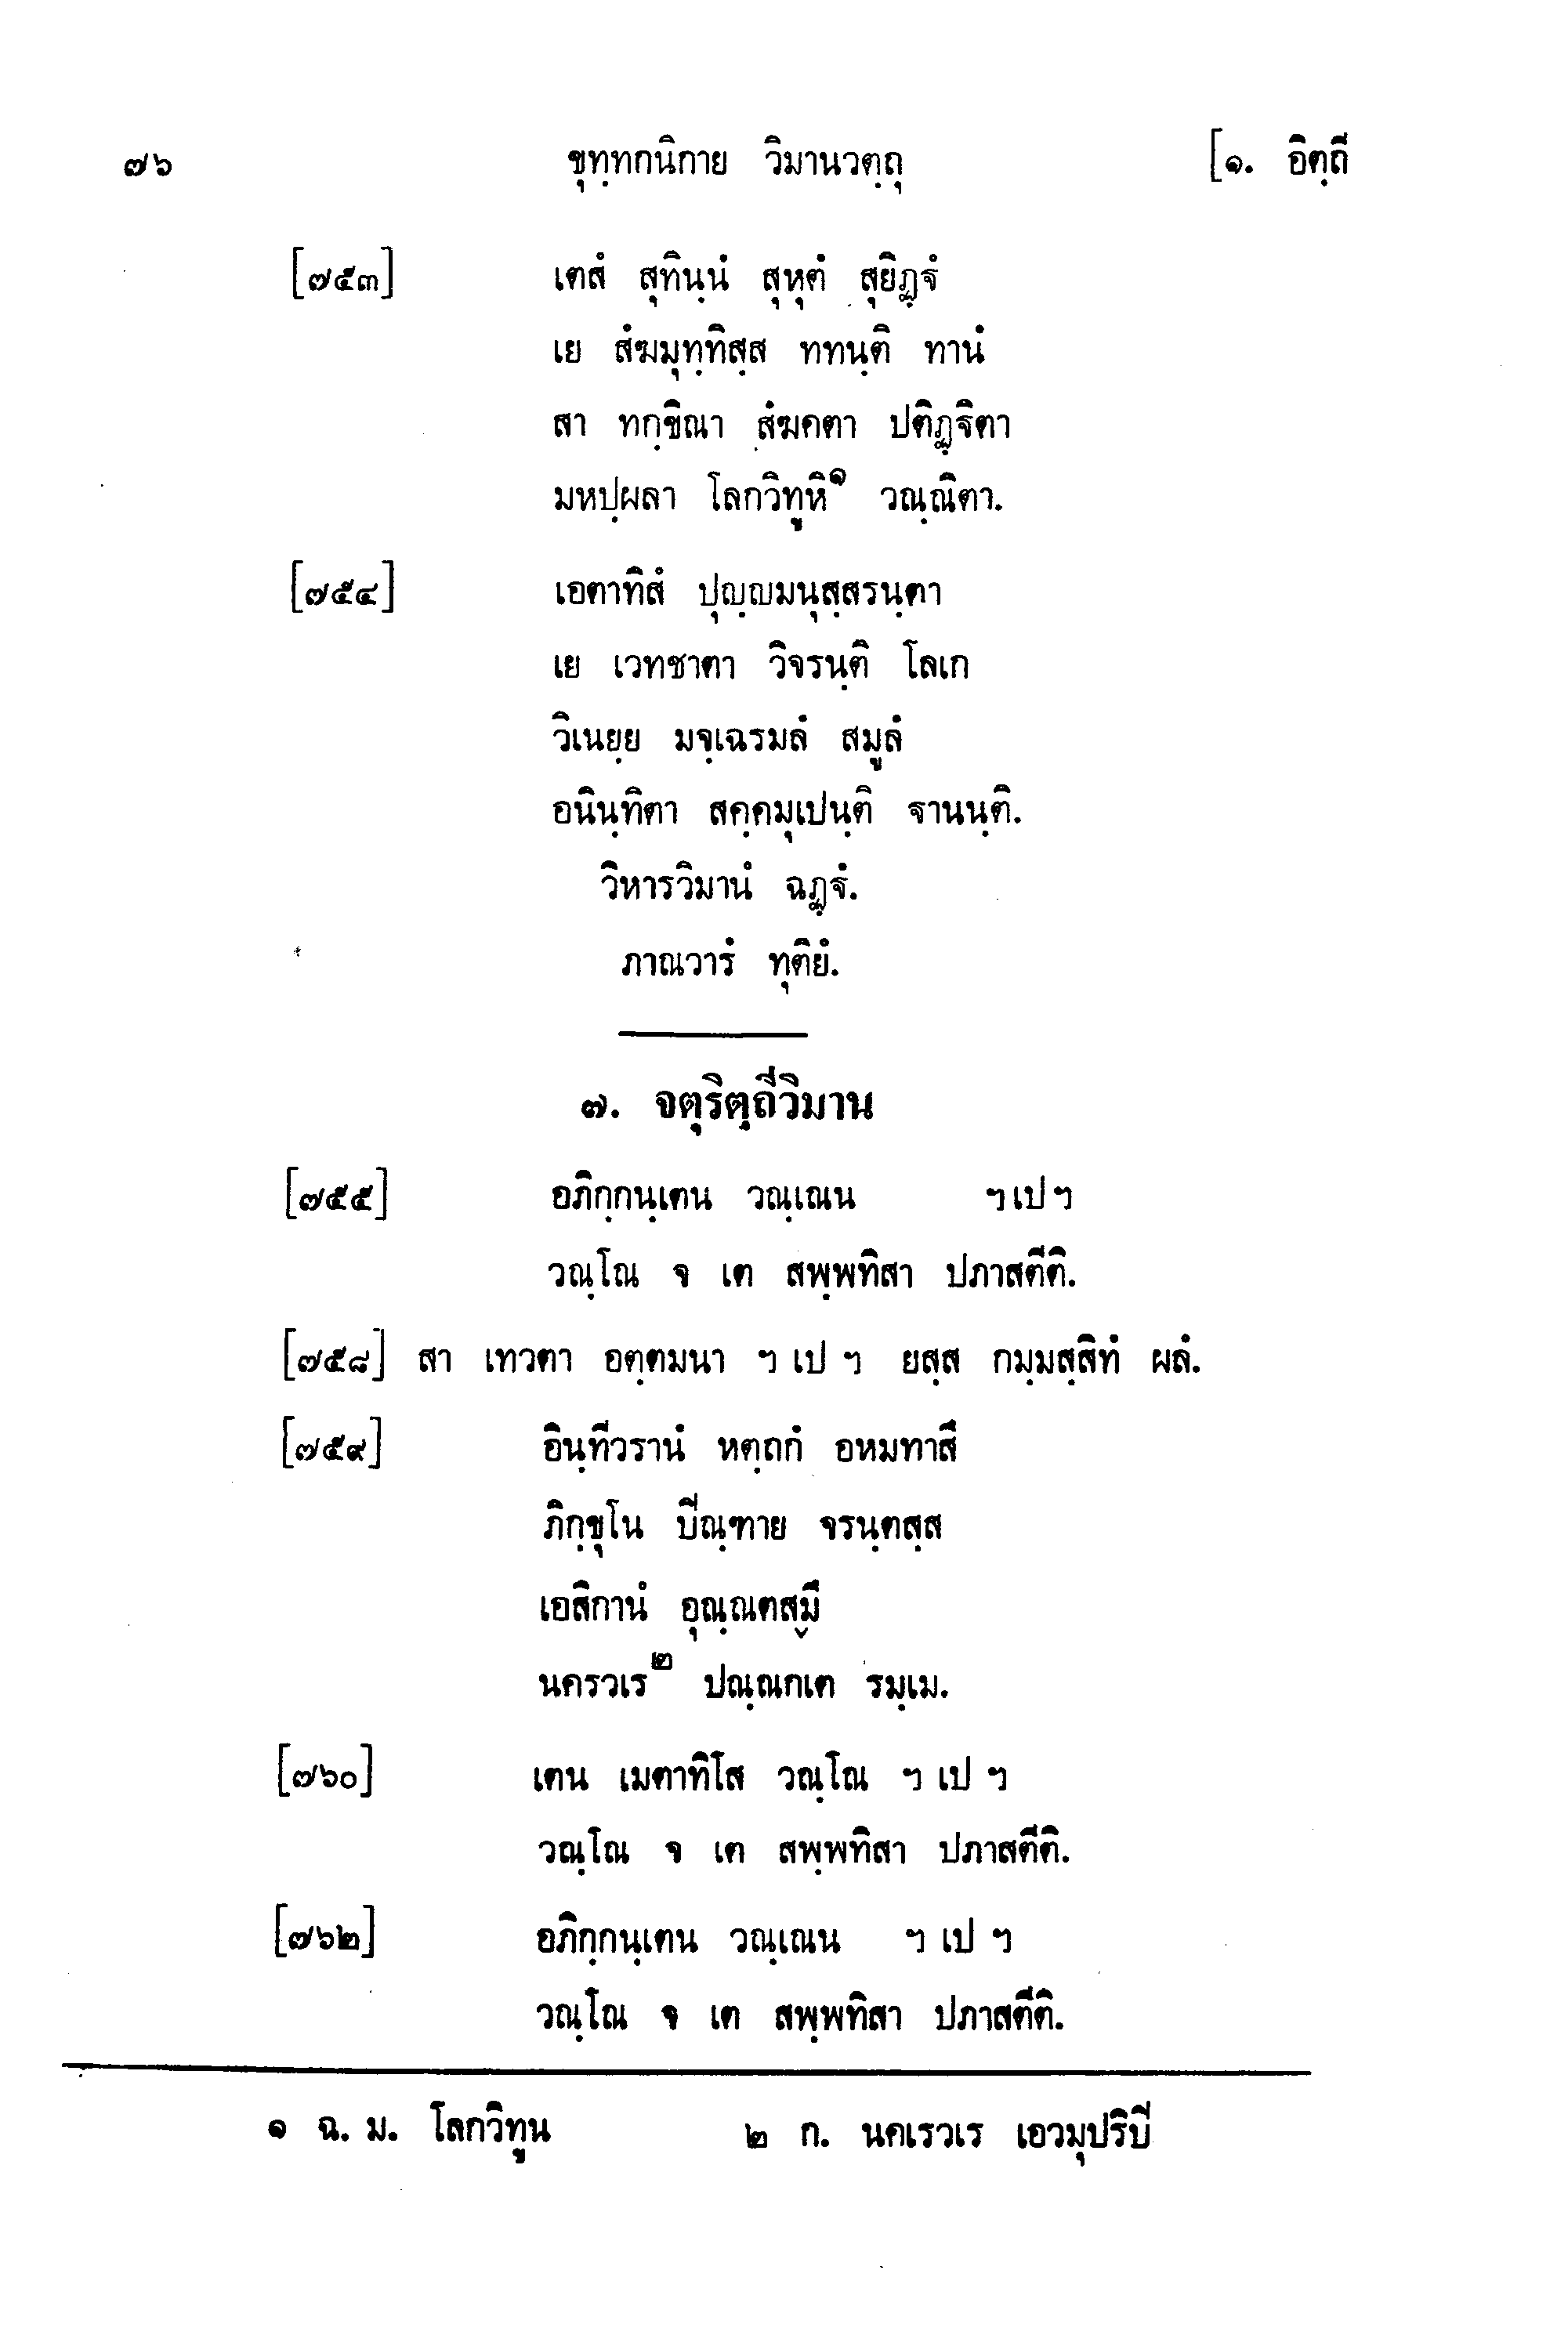 ๗๖ ขุทฺทกนิกาย วิมานวตฺถุ [๑. อิตฺถี
[๗๕๓] เตสํ สุทินฺนํ สุหุตํ สุยิฏฺฐํ
เย สํฆมุทฺทิสฺส ททนฺติ ทานํ
สา ทกฺขิณา สํฆคตา ปติฏฺฐิตา
มหปฺผลา โลกวิทูหิ๑ วณฺณิตา.
[๗๕๔] เอตาทิสํ ปุญฺญมนุสฺสรนฺตา
เย เวทชาตา วิจรนฺติ โลเก
วิเนยฺย มจฺเฉรมลํ สมูลํ
อนินฺทิตา สคฺคมุเปนฺติ ฐานนฺติ.
วิหารวิมานํ ฉฏฺฐํ.
ภาณวารํ ทุติยํ.
๗. จตุริตฺถีวิมาน
[๗๕๕] อภิกฺกนฺเตน วณฺเณน ฯเปฯ
วณฺโณ จ เต สพฺพทิสา ปภาสตีติ.
[๗๕๘] สา เทวตา อตฺตมนา ฯ เป ฯ ยสฺส กมฺมสฺสิทํ ผลํ.
[๗๕๙] อินฺทีวรานํ หตฺถกํ อหมทาสึ
ภิกฺขุโน ปิณฺฑาย จรนฺตสฺส
เอสิกานํ อุณฺณตสฺมึ
นครวเร๒ ปณฺณกเต รมฺเม.
[๗๖๐] เตน เมตาทิโส วณฺโณ ฯ เป ฯ
วณฺโณ จ เต สพฺพทิสา ปภาสตีติ.
[๗๖๒] อภิกฺกนฺเตน วณฺเณน ฯ เป ฯ
วณฺโณ จ เต สพฺพทิสา ปภาสตีติ.
๑ ฉ. ม. โลกวิทูน ๒ ก. นคเรวเร เอวมุปริปิ